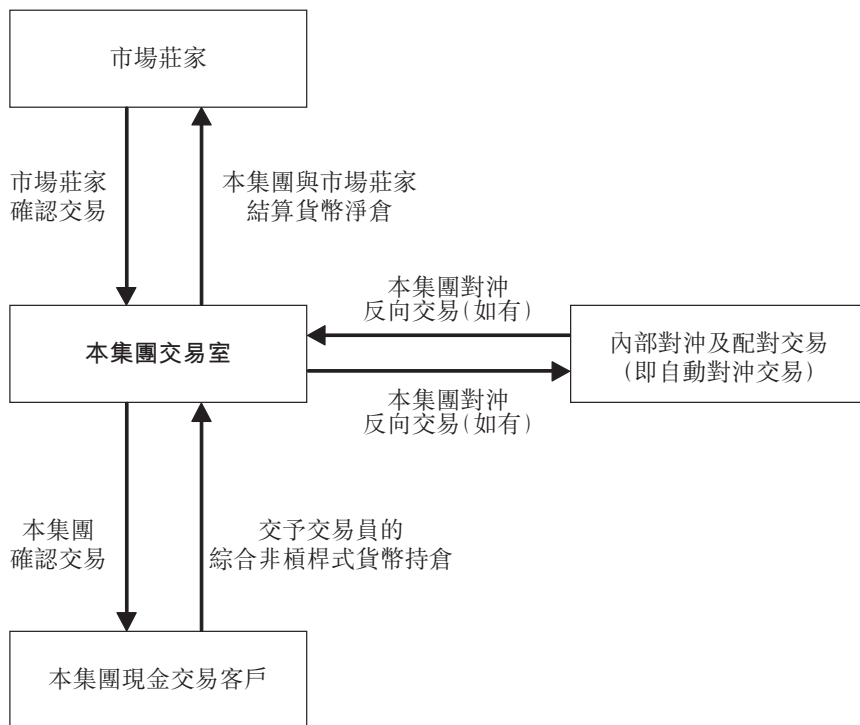 市場莊家
市場莊家
確認交易
本集團與市場莊家
結算貨幣淨倉
本集團對沖
反向交易(如有)
本集團交易室
內部對沖及配對交易
(即自動對沖交易)
本集團對沖
反向交易(如有)
本集團
確認交易
交予交易員的
綜合非槓桿式貨幣持倉
本集團現金交易客戶